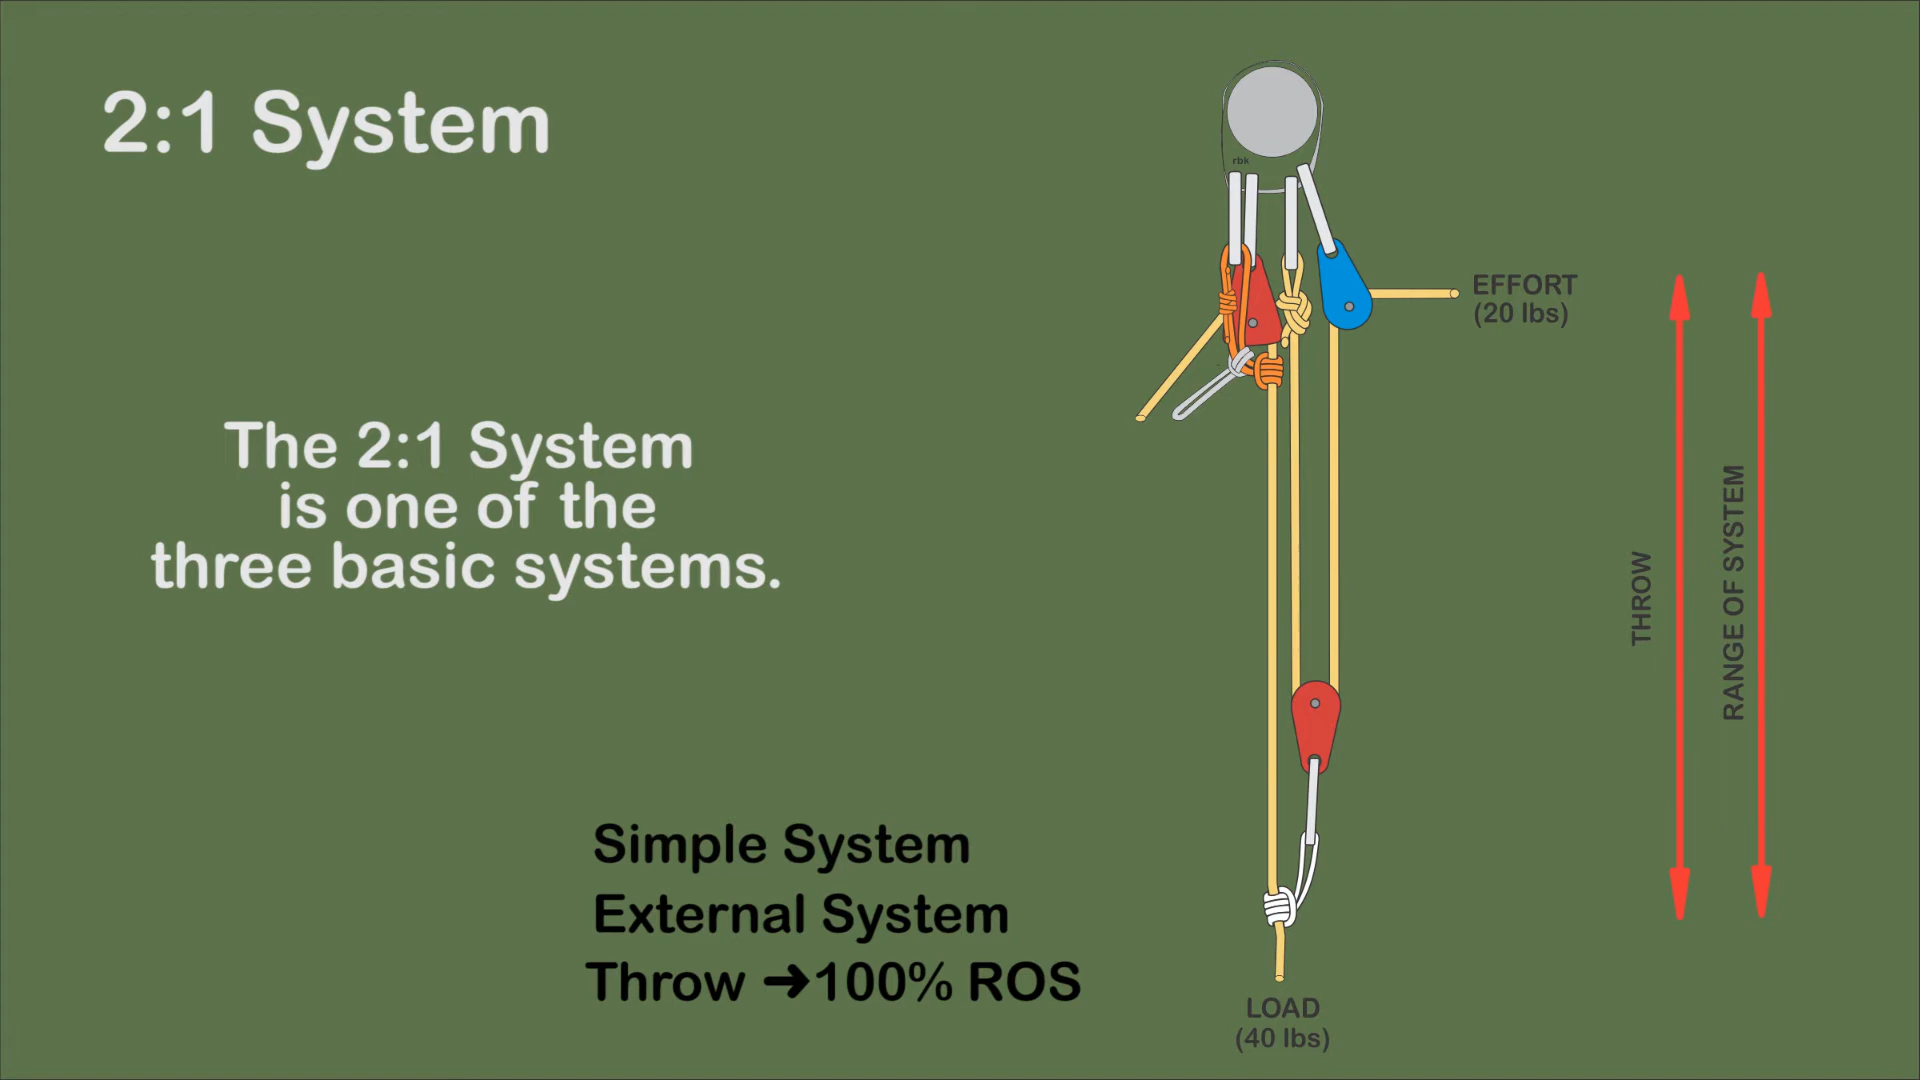 2:1 System
rbk
EFFORT
(20 lbs)
The 2:1 System
is one of the
three basic systems.
THROW
RANGE OF SYSTEM
Simple System
External System
Throw ➜100% ROS
LOAD
(40 lbs)